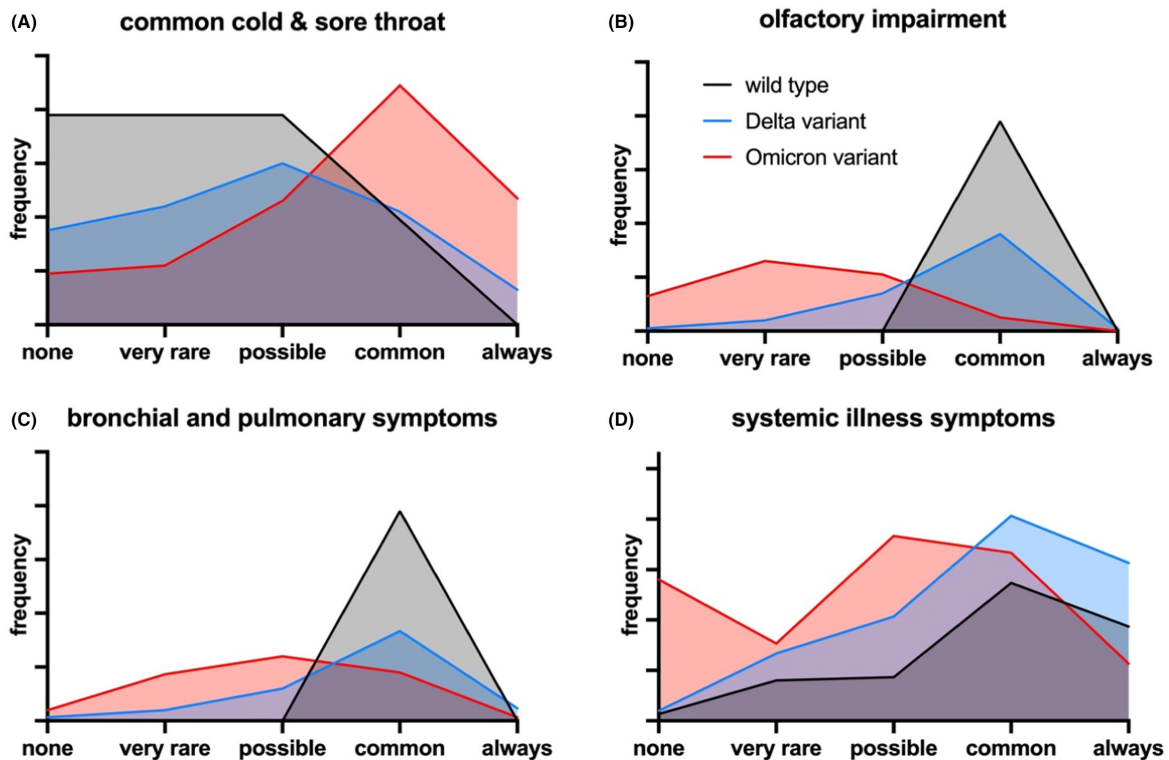 (A)
common cold & sore throat
frequency
none very rare possible common always
(B)
olfactory impairment
wild type
Delta variant
Omicron variant
frequency
none very rare possible common always
(C)
bronchial and pulmonary symptoms
frequency
none very rare possible common always
(D)
systemic illness symptoms
frequency
none very rare possible common always